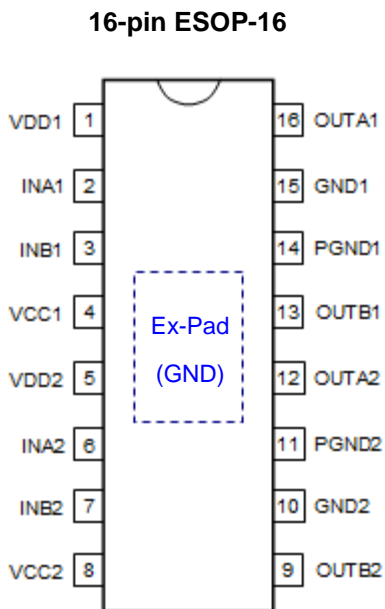 16-pin ESOP-16
VDD1 1 16 OUTA1
INA1 2 15 GND1
INB1 3 14 PGND1
VCC1 4 13 OUTB1
Ex-Pad
(GND)
VDD2 5 12 OUTA2
INA2 6 11 PGND2
INB2 7 10 GND2
VCC2 8 9 OUTB2